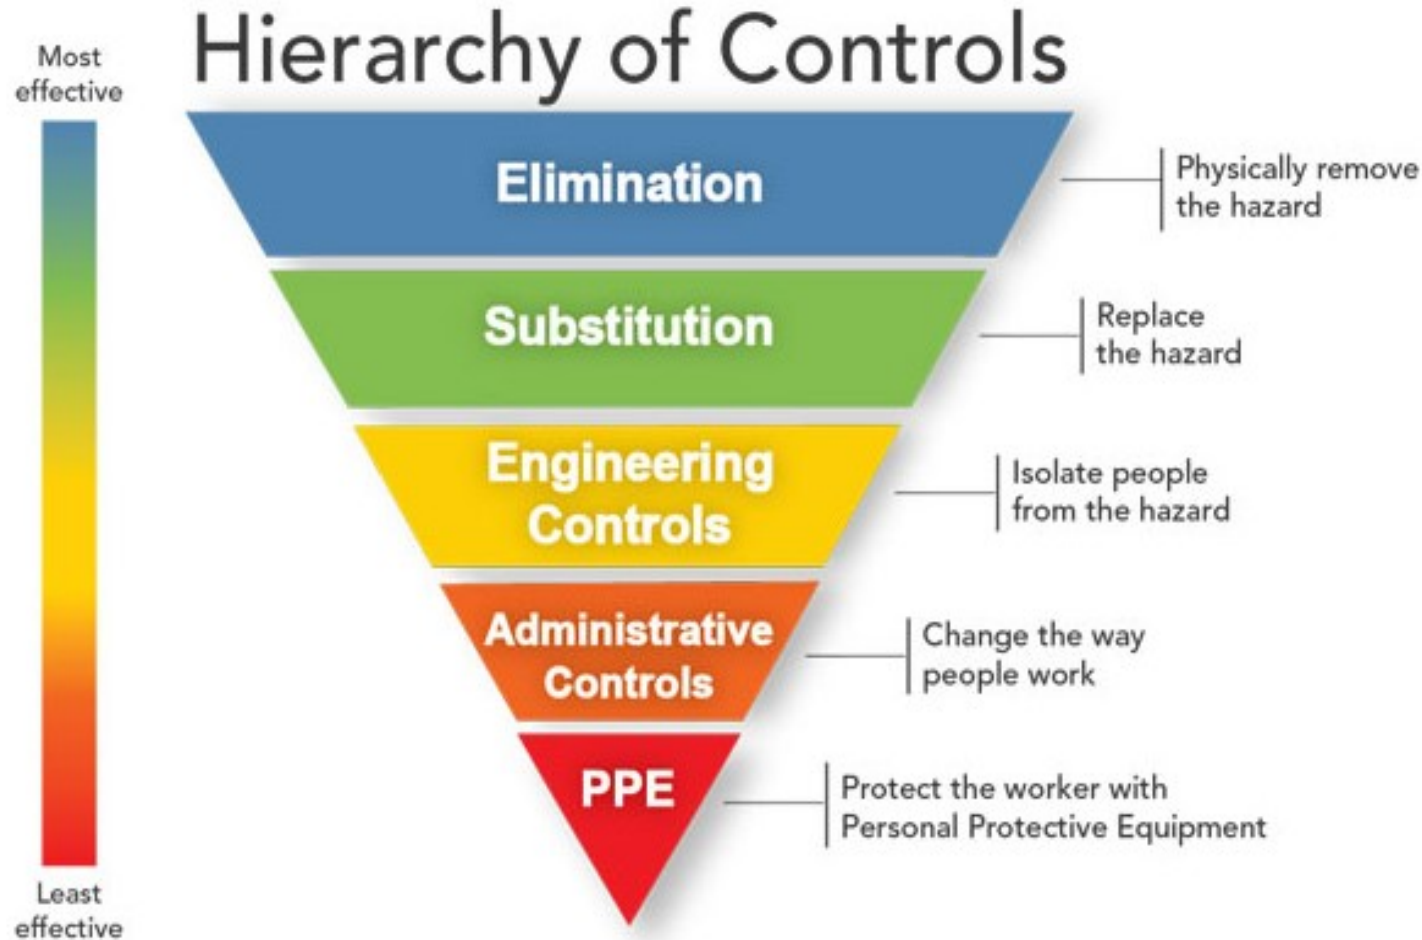 Hierarchy of Controls
Most
effective
Elimination
Physically remove
the hazard
Substitution
Replace
the hazard
Engineering
Controls
Isolate people
from the hazard
Administrative
Controls
Change the way
people work
PPE
Protect the worker with
Personal Protective Equipment
Least
effective